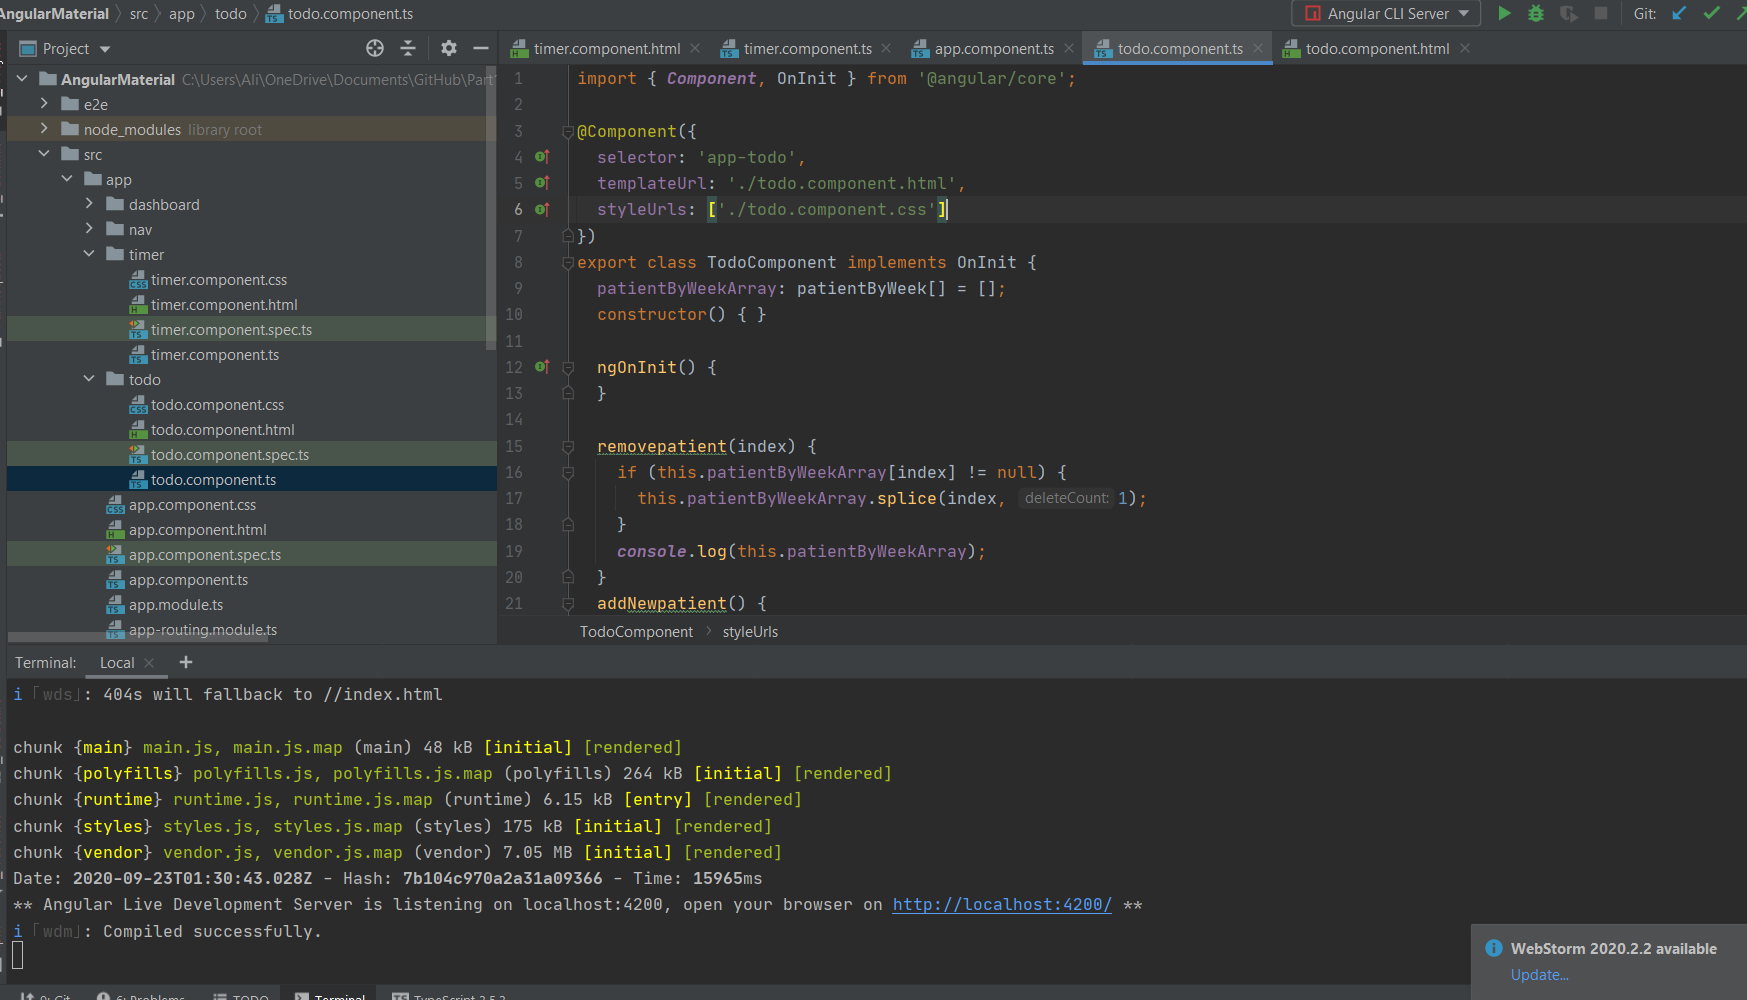 AngularMaterial src app todo todo.component.ts Angular CLI Server Git:
Project
timer.component.html timer.component.ts app.component.ts todo.component.ts todo.component.html
AngularMaterial C:\Users\Ali\OneDrive\Documents\GitHub\Part
e2e
node_modules library root
src
app
dashboard
nav
timer
timer.component.css
timer.component.html
timer.component.spec.ts
timer.component.ts
todo
todo.component.css
todo.component.html
todo.component.spec.ts
todo.component.ts
app.component.css
app.component.html
app.component.spec.ts
app.component.ts
app.module.ts
app-routing.module.ts
1 import { Component, OnInit } from '@angular/core';
2
3 @Component({
4 selector: 'app-todo',
5 templateUrl: './todo.component.html',
6 styleUrls: ['./todo.component.css']
7 })
8 export class TodoComponent implements OnInit {
9 patientByWeekArray: patientByWeek[] = [];
10 constructor() { }
11
12 ngOnInit() {
13 }
14
15 removepatient(index) {
16 if (this.patientByWeekArray[index] != null) {
17 this.patientByWeekArray.splice(index, deleteCount: 1);
18 }
19 console.log(this.patientByWeekArray);
20 }
21 addNewpatient() {
TodoComponent styleUrls
Terminal: Local
i「wds」: 404s will fallback to //index.html
chunk {main} main.js, main.js.map (main) 48 kB [initial] [rendered]
chunk {polyfills} polyfills.js, polyfills.js.map (polyfills) 264 kB [initial] [rendered]
chunk {runtime} runtime.js, runtime.js.map (runtime) 6.15 kB [entry] [rendered]
chunk {styles} styles.js, styles.js.map (styles) 175 kB [initial] [rendered]
chunk {vendor} vendor.js, vendor.js.map (vendor) 7.05 MB [initial] [rendered]
Date: 2020-09-23T01:30:43.028Z - Hash: 7b104c970a2a31a09366 - Time: 15965ms
** Angular Live Development Server is listening on localhost:4200, open your browser on http://localhost:4200/ **
i「wdm」: Compiled successfully.
WebStorm 2020.2.2 available
Update...
9: Git 6: Problems TODO Terminal TypeScript 3.5.3